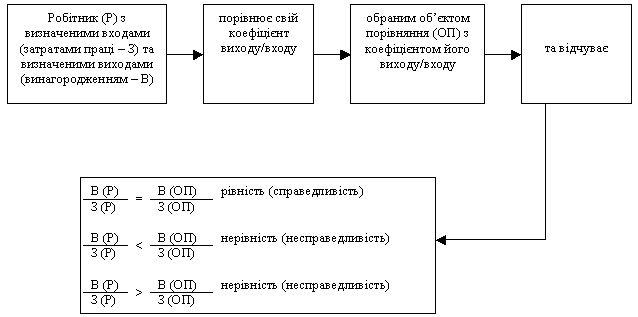 Робітник (Р) з
визначеними входами
(затратами праці – З) та
визначеними виходами
(винагородженням – В)
порівнює свій
коефіцієнт
виходу/входу
обраним об’єктом
порівняння (ОП) з
коефіцієнтом його
виходу/входу
та відчуває
В (Р) = В (ОП) рівність (справедливість)
З (Р) З (ОП)
В (Р) < В (ОП) нерівність (несправедливість)
З (Р) З (ОП)
В (Р) > В (ОП) нерівність (несправедливість)
З (Р) З (ОП)